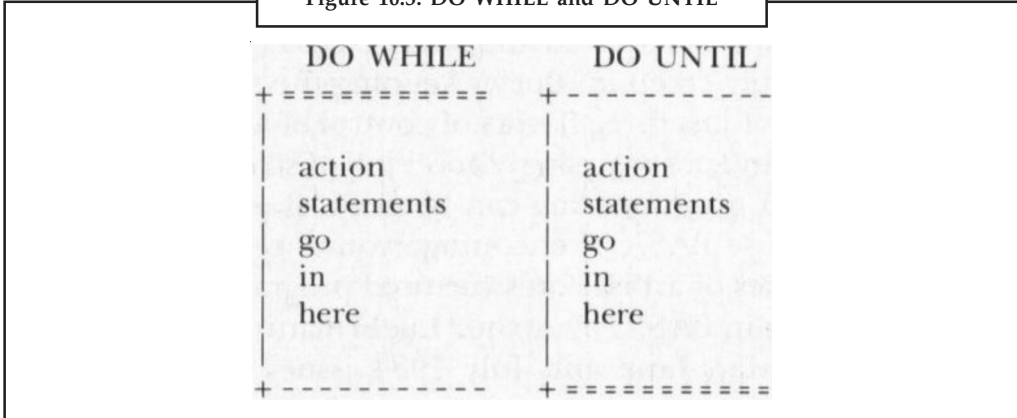 Figure 10.5: DO WHILE and DO UNTIL
DO WHILE DO UNTIL
+ = = = = = = = = = = = + - - - - - - - - - - - -
| action | action
| statements | statements
| go | go
| in | in
| here | here
+ - - - - - - - - - - - + = = = = = = = = = = = =